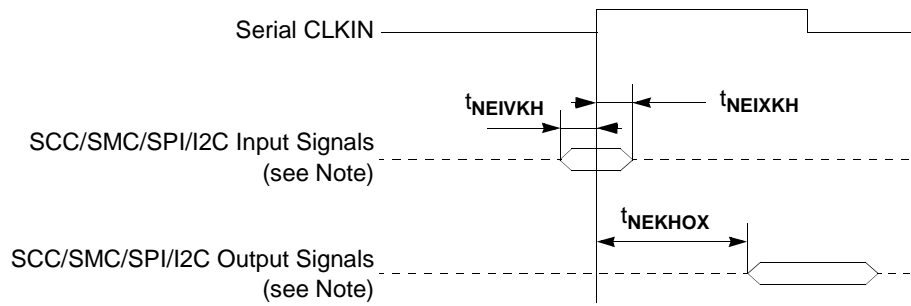 Serial CLKIN
tNEIVKH
tNEIXKH
SCC/SMC/SPI/I2C Input Signals
(see Note)
tNEKHOX
SCC/SMC/SPI/I2C Output Signals
(see Note)